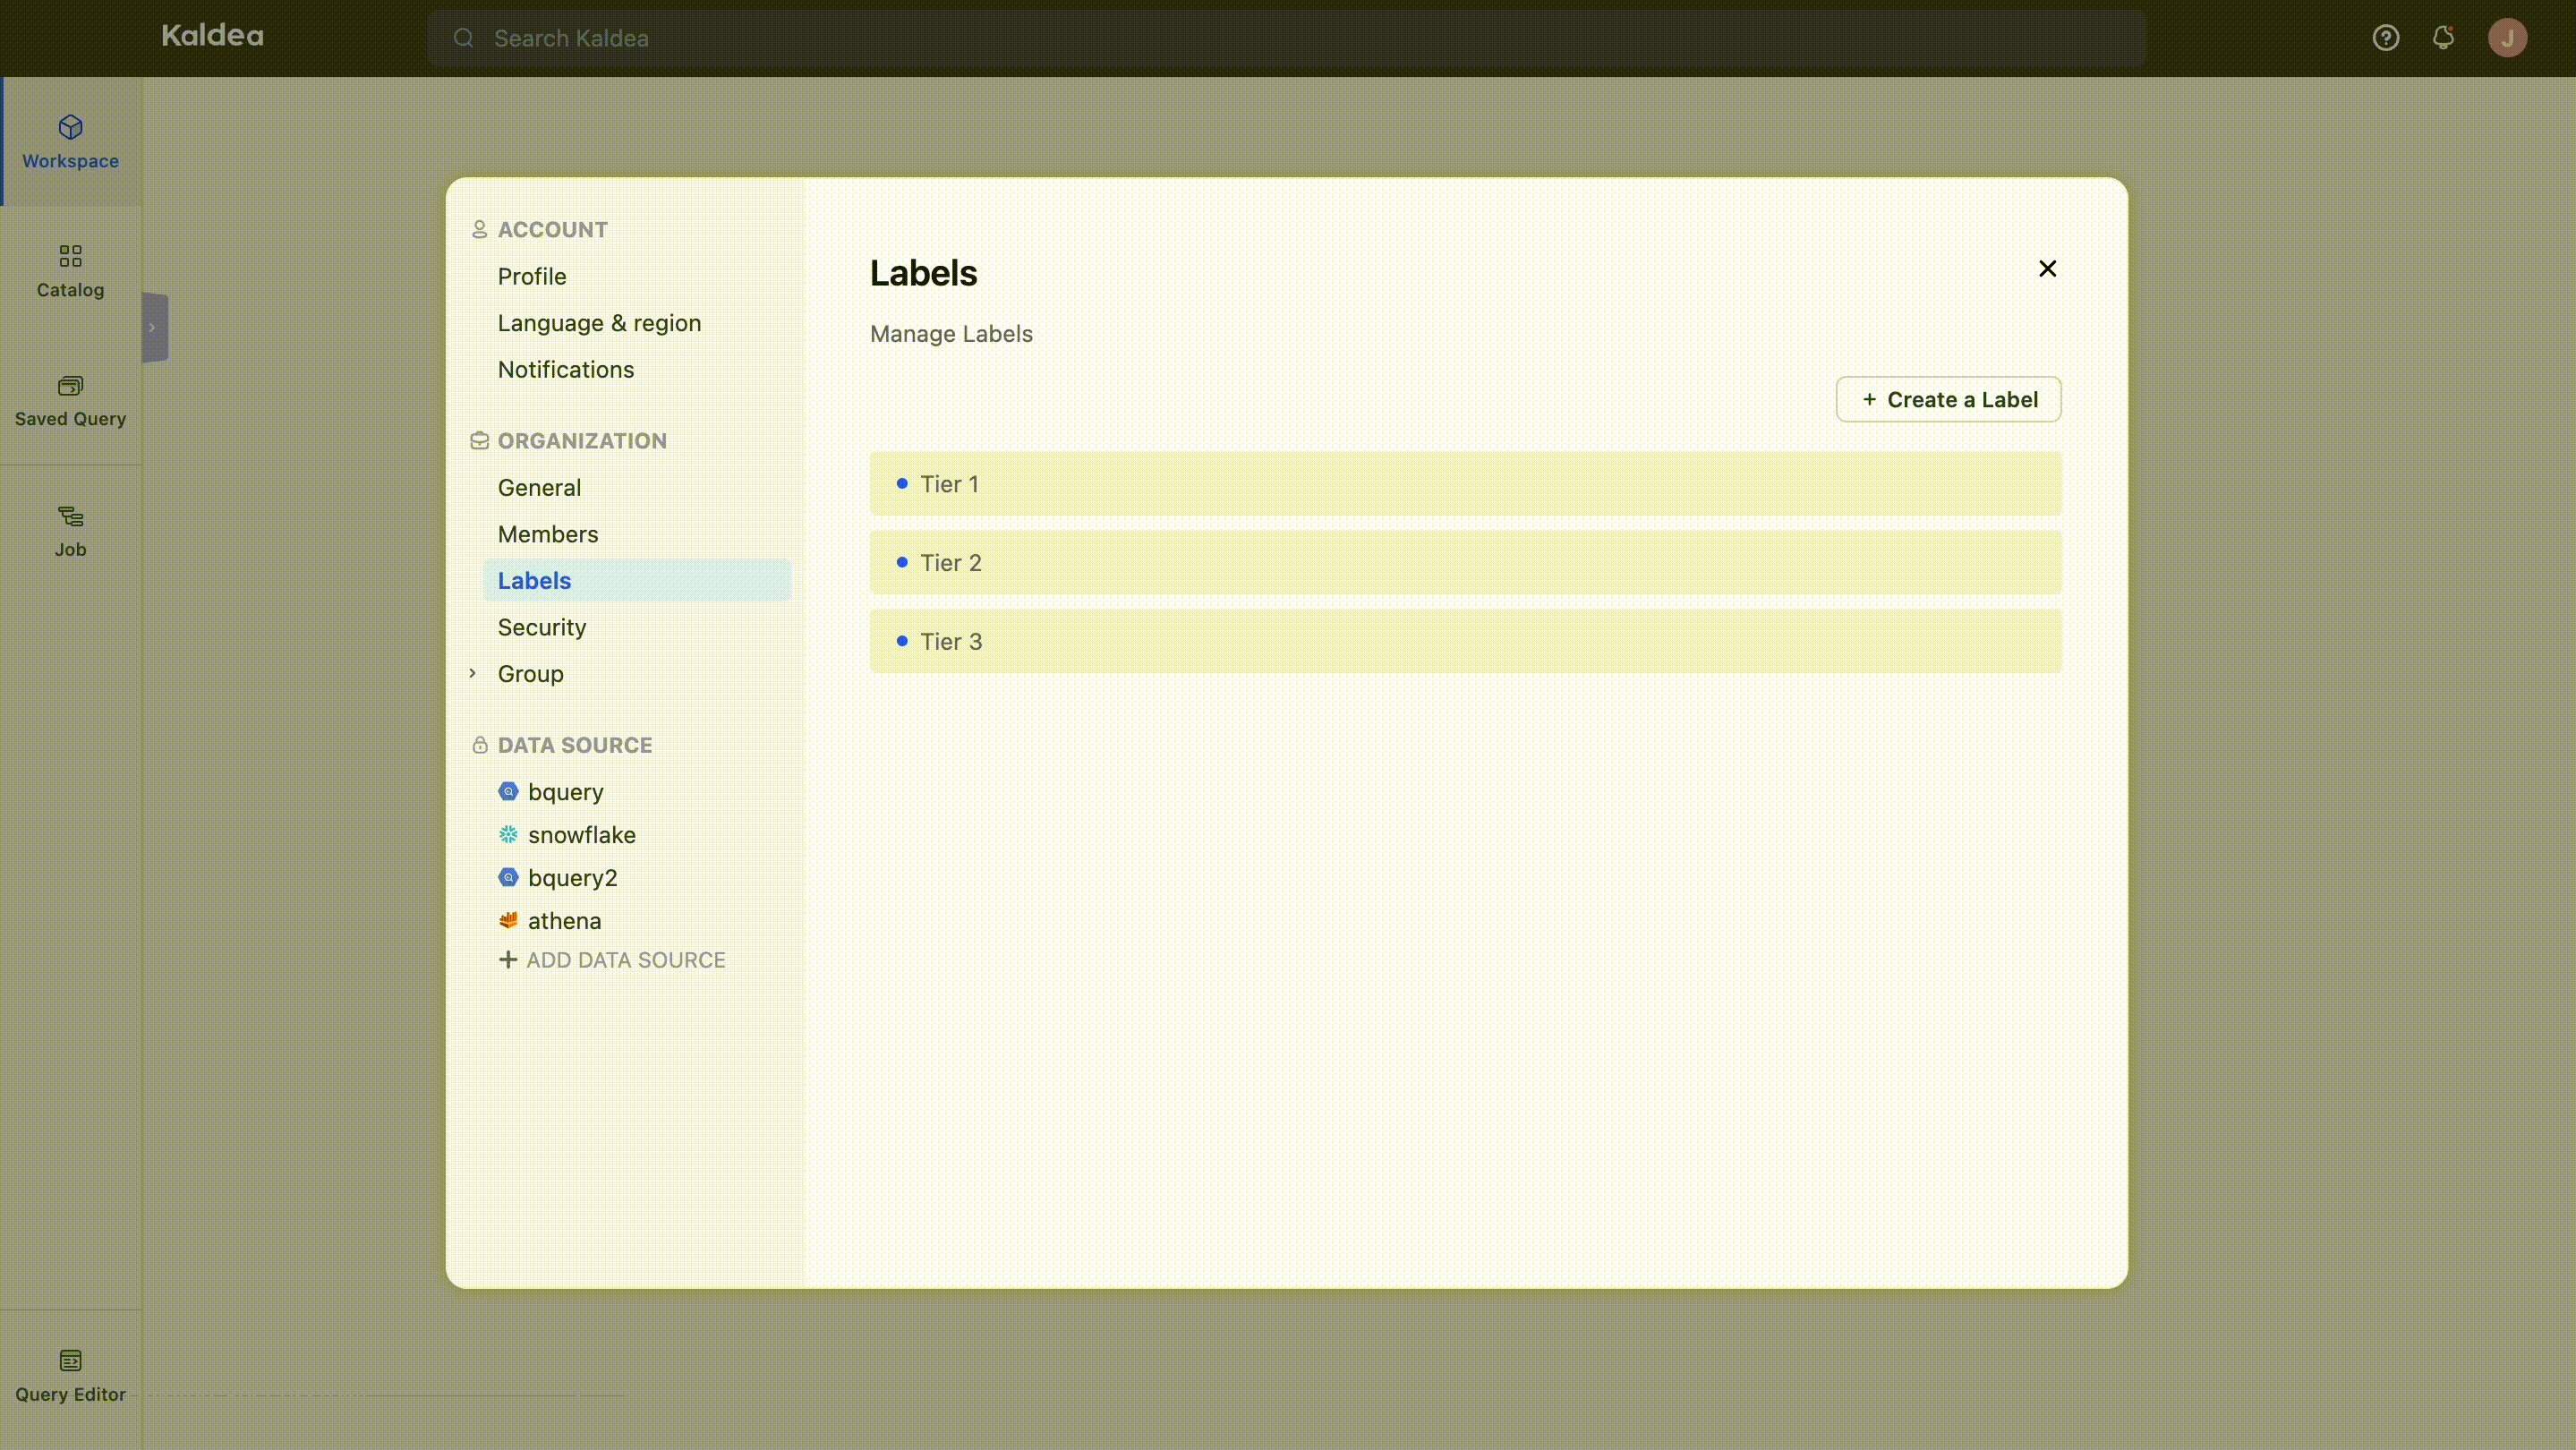 Kaldea
Search Kaldea
J
Workspace
Catalog
Saved Query
Job
Query Editor
ACCOUNT
Profile
Language & region
Notifications
ORGANIZATION
General
Members
Labels
Security
Group
DATA SOURCE
bquery
snowflake
bquery2
athena
+ ADD DATA SOURCE
Labels
Manage Labels
+ Create a Label
Tier 1
Tier 2
Tier 3